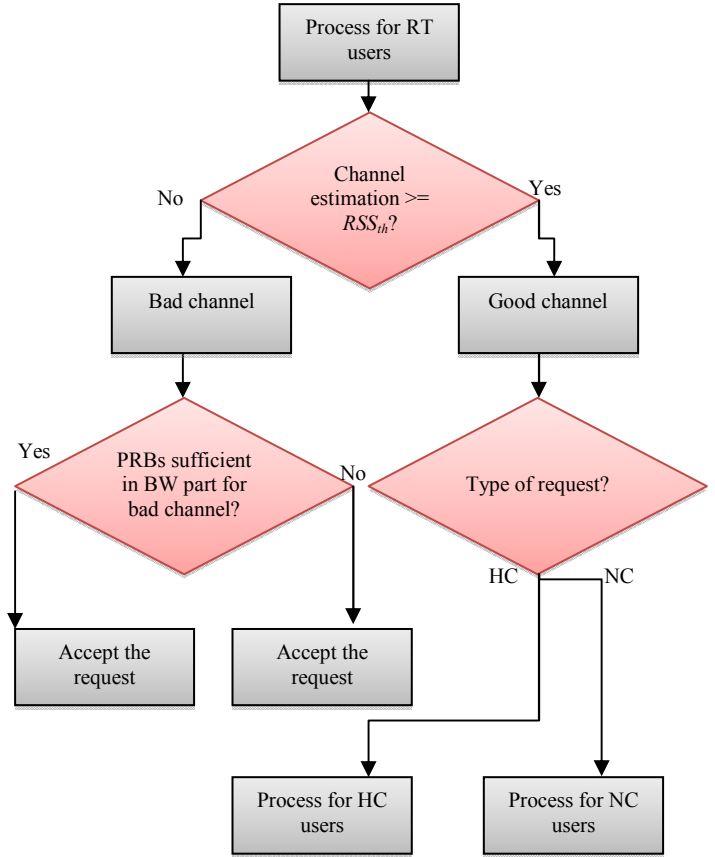 Process for RT
users
Channel
estimation >=
RSSth?
No
Yes
Bad channel
Good channel
Yes
PRBs sufficient
in BW part for
bad channel?
No
Type of request?
HC
NC
Accept the
request
Accept the
request
Process for HC
users
Process for NC
users